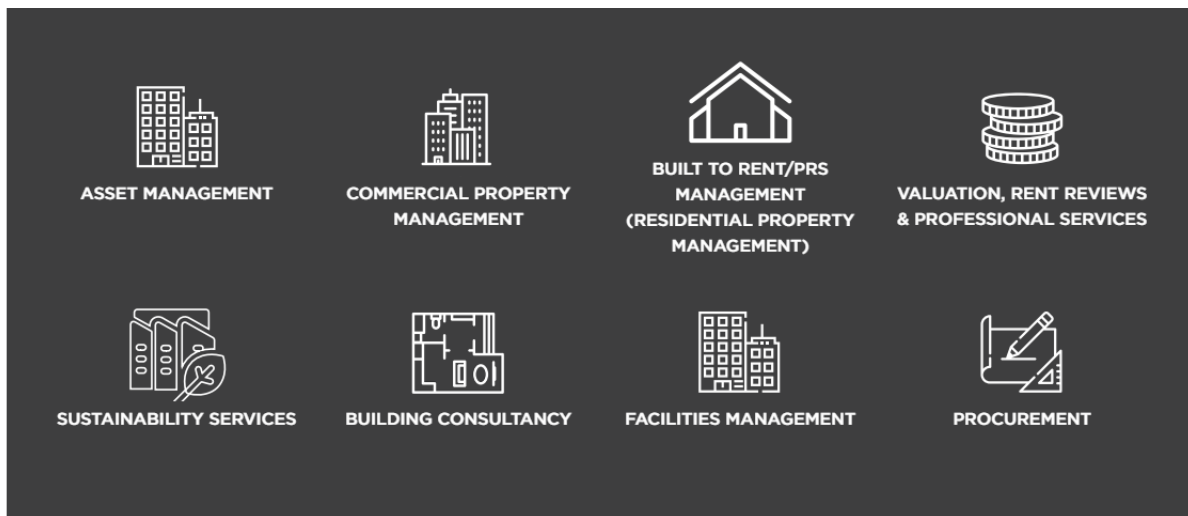 ASSET MANAGEMENT
COMMERCIAL PROPERTY
MANAGEMENT
BUILT TO RENT/PRS
MANAGEMENT
(RESIDENTIAL PROPERTY
MANAGEMENT)
VALUATION, RENT REVIEWS
& PROFESSIONAL SERVICES
SUSTAINABILITY SERVICES
BUILDING CONSULTANCY
FACILITIES MANAGEMENT
PROCUREMENT